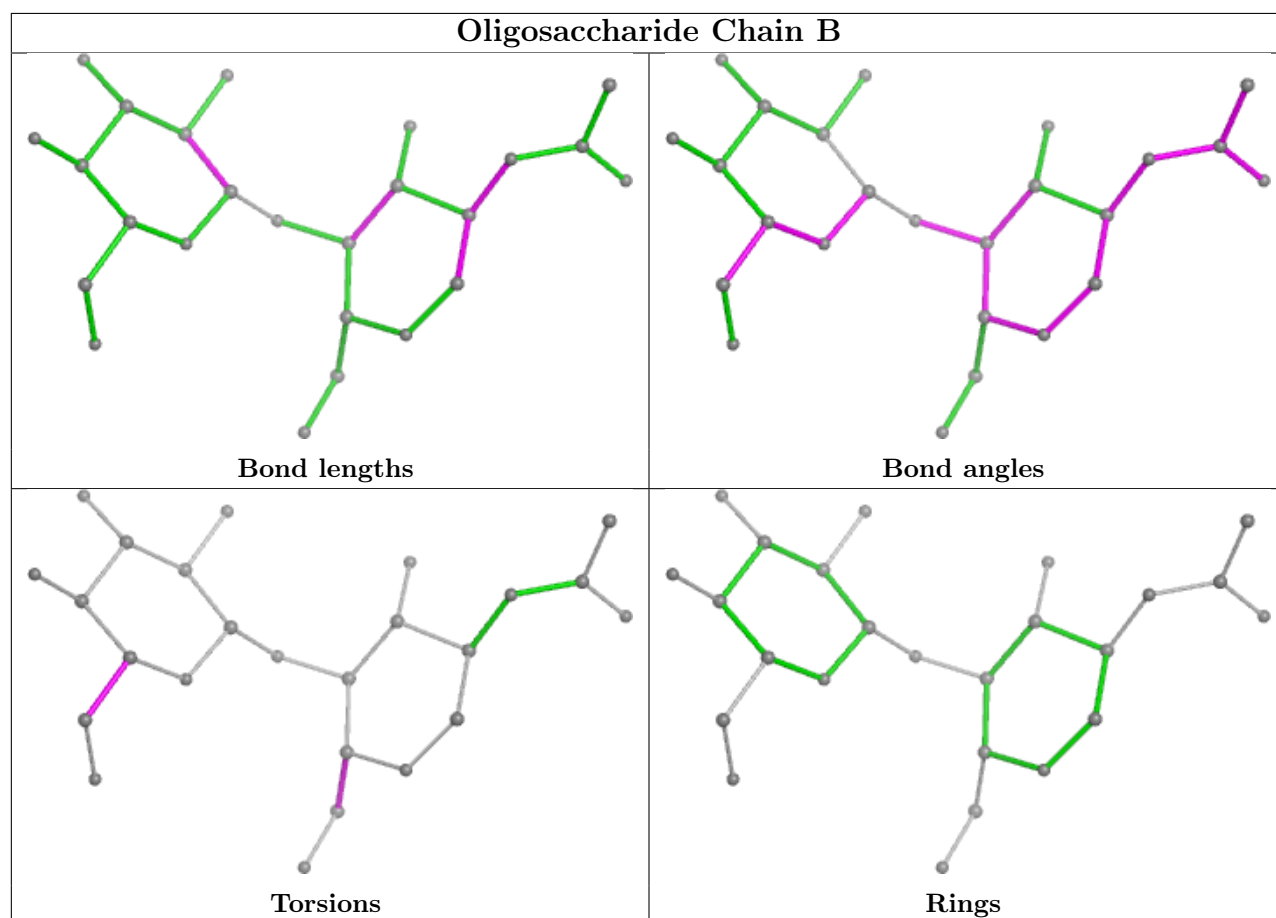 Oligosaccharide Chain B
Bond lengths
Bond angles
Torsions
Rings